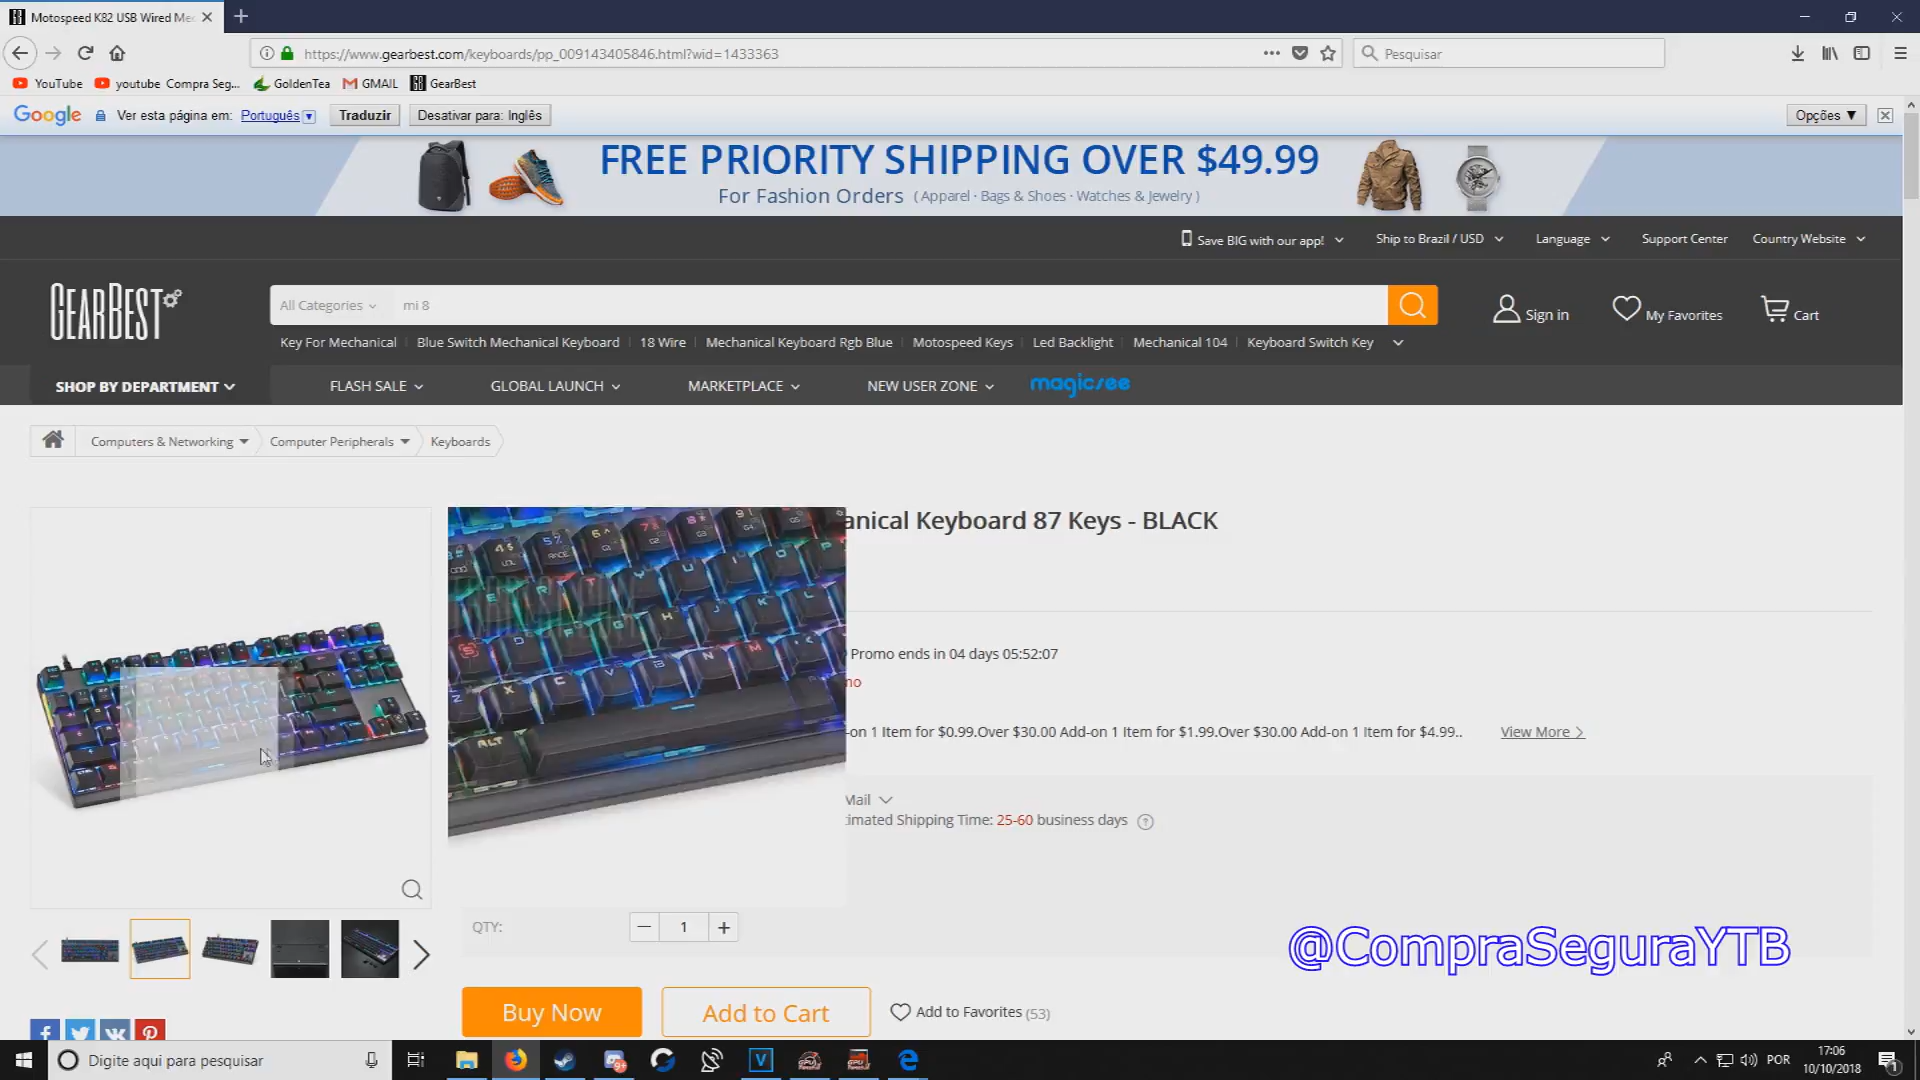 Motospeed K82 USB Wired Me
https://www.gearbest.com/keyboards/pp_009143405846.html?wid=1433363
Pesquisar
YouTube
youtube Compra Seg...
GoldenTea
GMAIL
GearBest
Google
Ver esta página em:
Português
Traduzir
Desativar para: Inglês
Opções ▼
FREE PRIORITY SHIPPING OVER $49.99
For Fashion Orders ( Apparel · Bags & Shoes · Watches & Jewelry )
Save BIG with our app!
Ship to Brazil / USD
Language
Support Center
Country Website
GEARBEST
All Categories
mi 8
Sign in
My Favorites
Cart
Key For Mechanical
Blue Switch Mechanical Keyboard
18 Wire
Mechanical Keyboard Rgb Blue
Motospeed Keys
Led Backlight
Mechanical 104
Keyboard Switch Key
SHOP BY DEPARTMENT
FLASH SALE
GLOBAL LAUNCH
MARKETPLACE
NEW USER ZONE
magicsee
Computers & Networking
Computer Peripherals
Keyboards
anical Keyboard 87 Keys - BLACK
Promo ends in 04 days 05:52:07
mo
-on 1 Item for $0.99.Over $30.00 Add-on 1 Item for $1.99.Over $30.00 Add-on 1 Item for $4.99..
View More >
Mail
timated Shipping Time: 25-60 business days
QTY:
1
@CompraSeguraYTB
Buy Now
Add to Cart
Add to Favorites (53)
Digite aqui para pesquisar
POR
17:06
10/10/2018